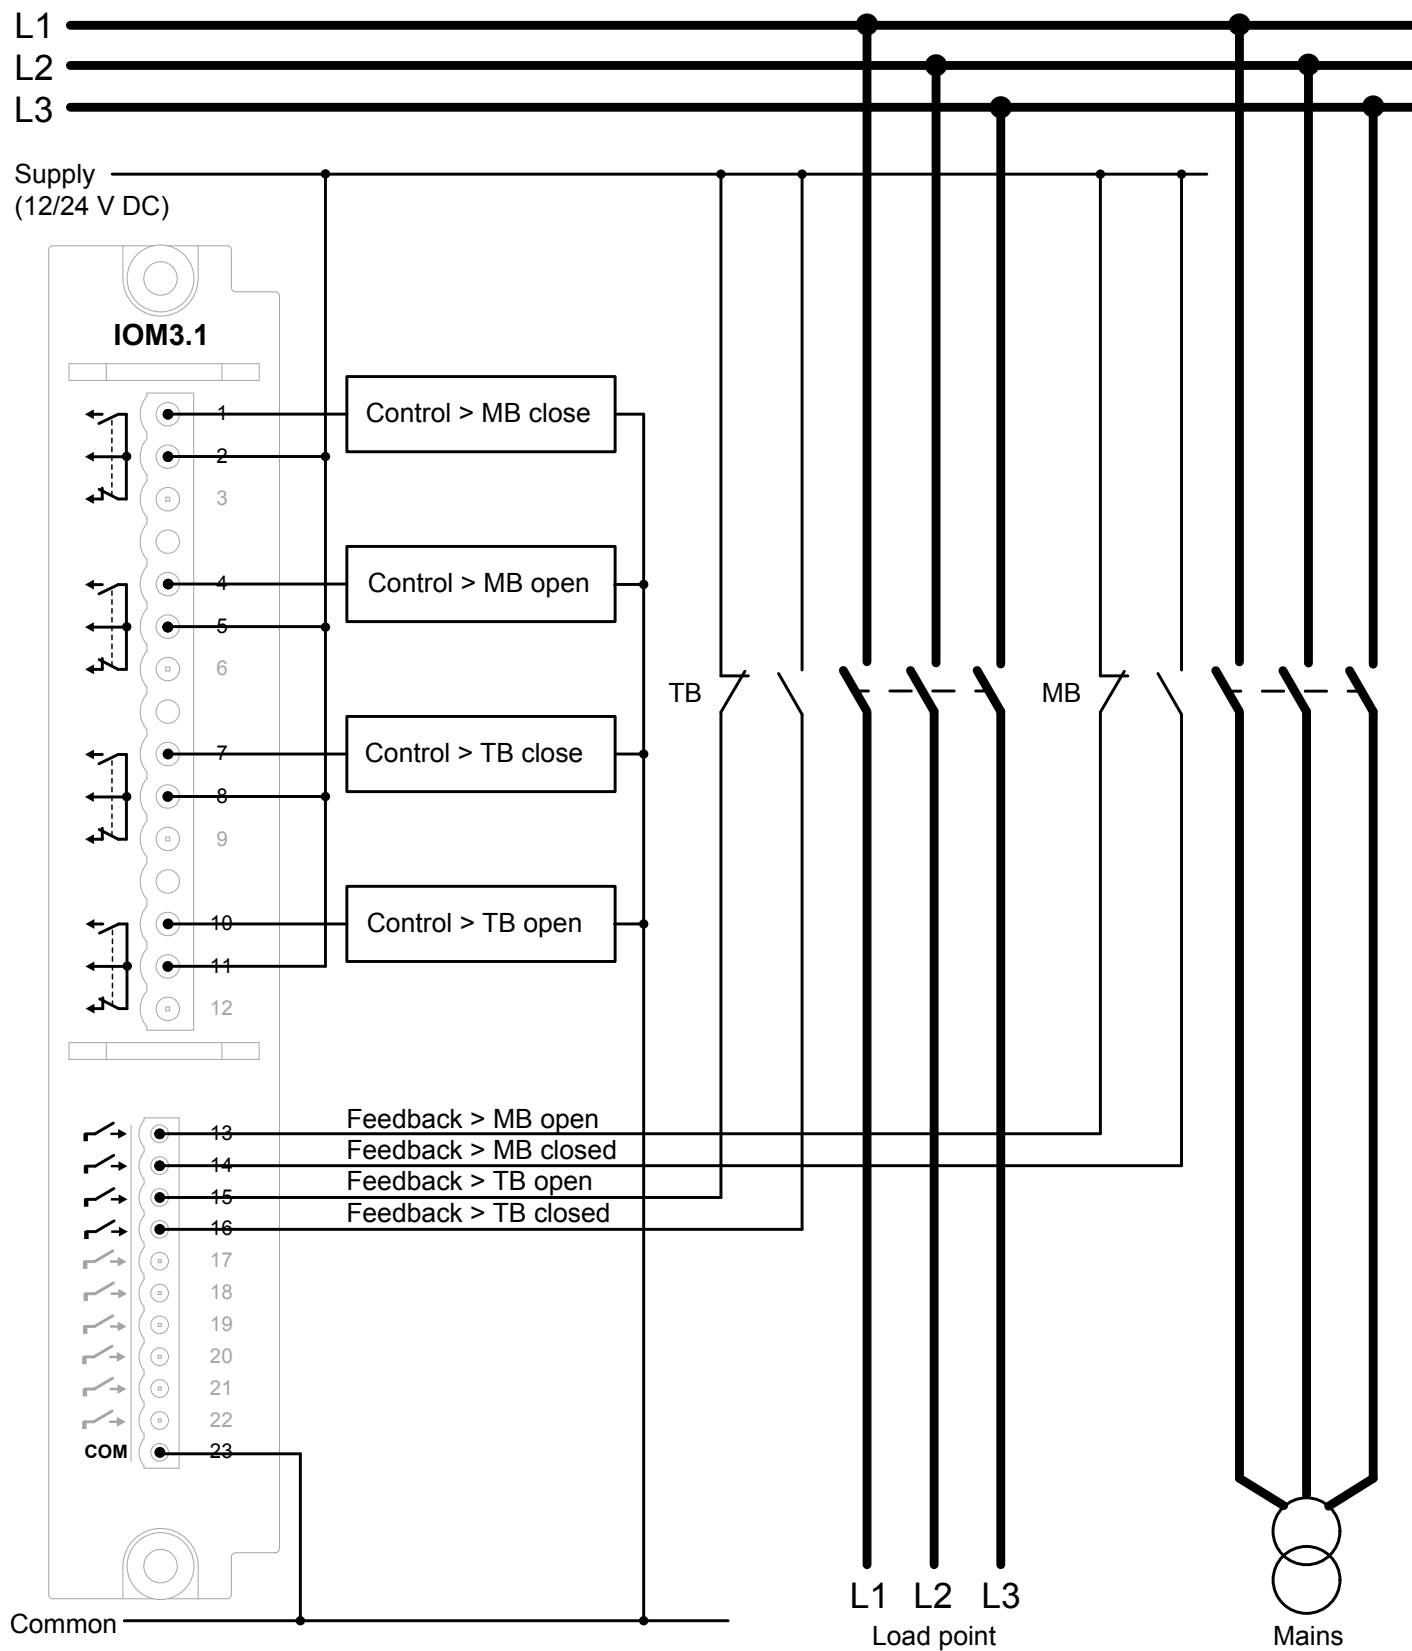 L1
L2
L3
Supply
(12/24 V DC)
IOM3.1
1
Control > MB close
2
3
4
Control > MB open
5
6
TB
MB
7
Control > TB close
8
9
10
Control > TB open
11
12
Feedback > MB open
13
Feedback > MB closed
14
Feedback > TB open
15
Feedback > TB closed
16
17
18
19
20
21
22
COM 23
L1 L2 L3
Common
Load point
Mains